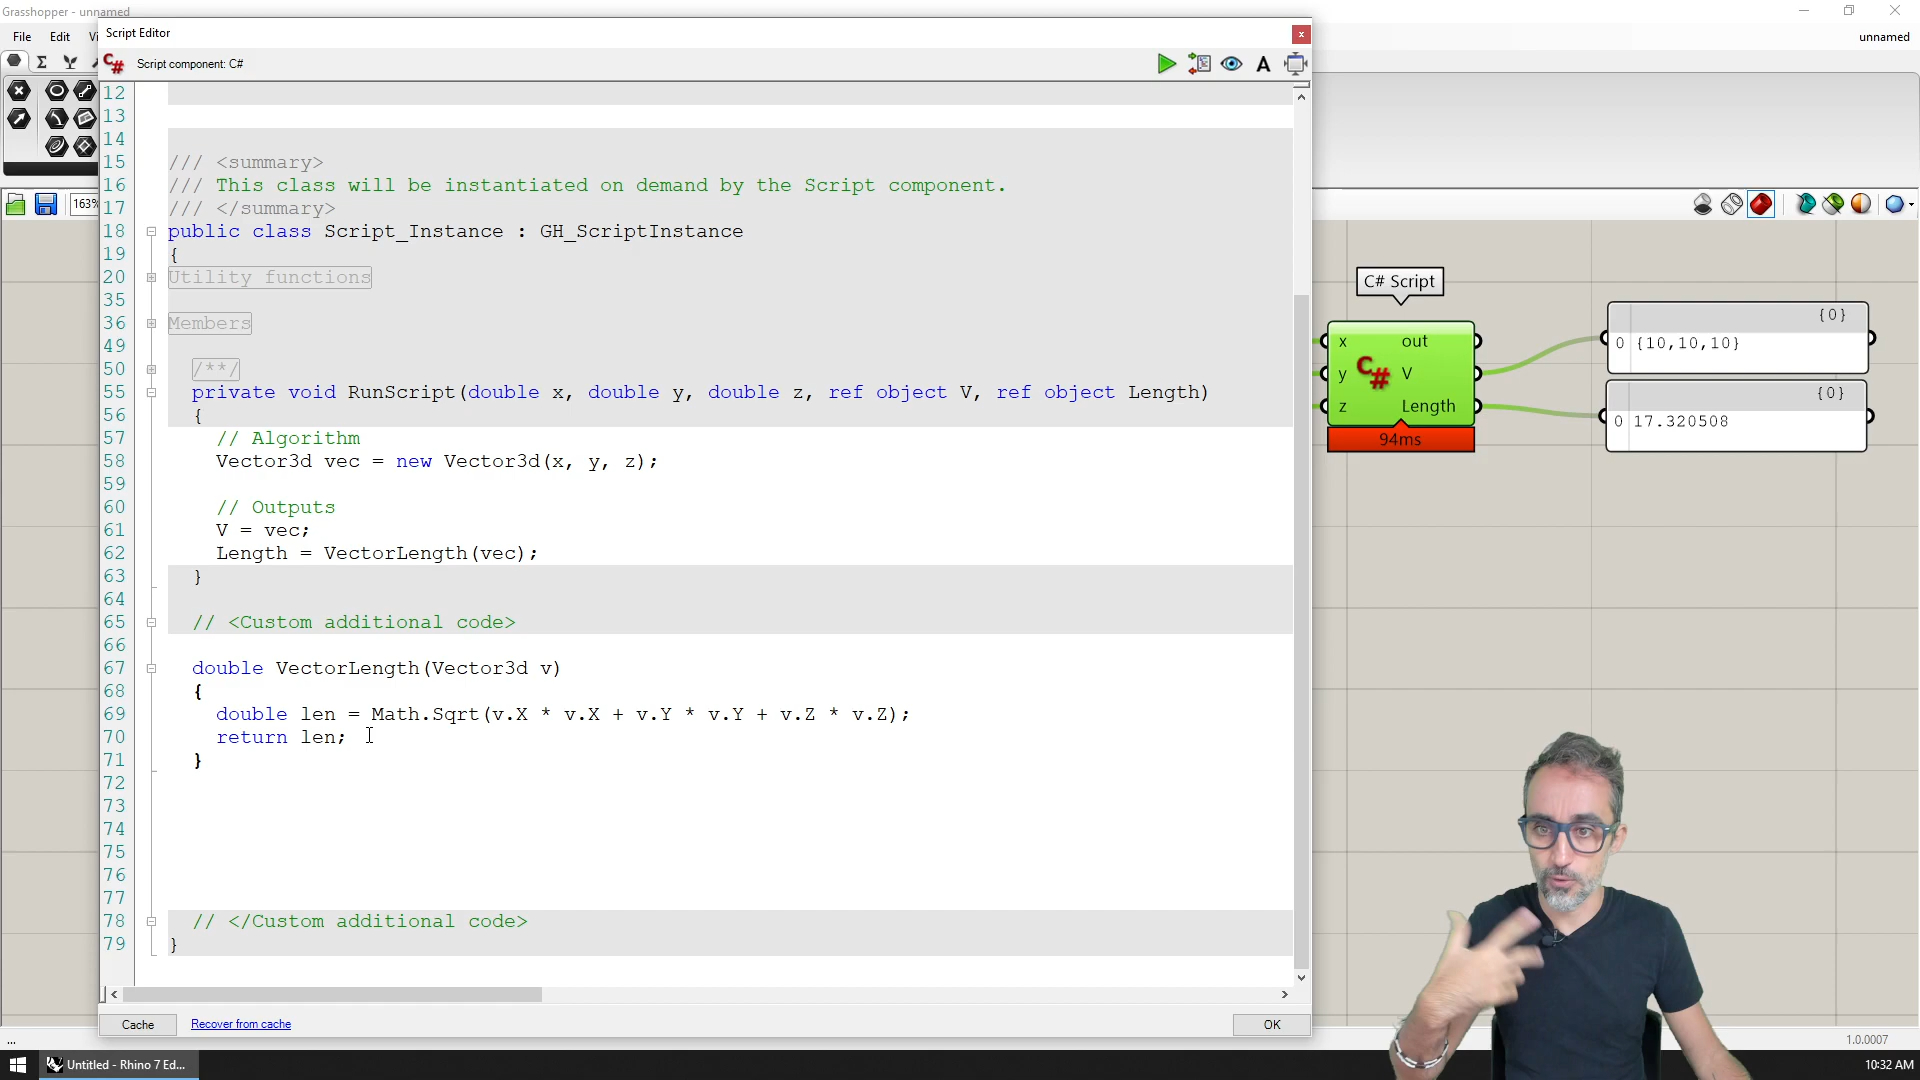 Grasshopper - unnamed
Script Editor
x
File Edit Vi
unnamed
C# Script component: C#
A
163%
12
13
14
15 /// <summary>
16 /// This class will be instantiated on demand by the Script component.
17 /// </summary>
18 public class Script_Instance : GH_ScriptInstance
19 {
20 Utility functions
35
36 Members
49
50 /**/
55 private void RunScript(double x, double y, double z, ref object V, ref object Length)
56 {
57 // Algorithm
58 Vector3d vec = new Vector3d(x, y, z);
59
60 // Outputs
61 V = vec;
62 Length = VectorLength(vec);
63 }
64
65 // <Custom additional code>
66
67 double VectorLength(Vector3d v)
68 {
69 double len = Math.Sqrt(v.X * v.X + v.Y * v.Y + v.Z * v.Z);
70 return len;
71 }
72
73
74
75
76
77
78 // </Custom additional code>
79 }
C# Script
x out
y C# V
z Length
94ms
{0}
0 {10,10,10}
{0}
0 17.320508
Cache Recover from cache
OK
...
1.0.0007
Untitled - Rhino 7 Ed...
10:32 AM